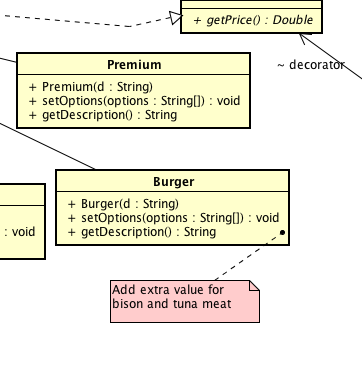 + getPrice() : Double
~ decorator
Premium
+ Premium(d : String)
+ setOptions(options : String[]) : void
+ getDescription() : String
Burger
+ Burger(d : String)
+ setOptions(options : String[]) : void
+ getDescription() : String
: void
Add extra value for
bison and tuna meat